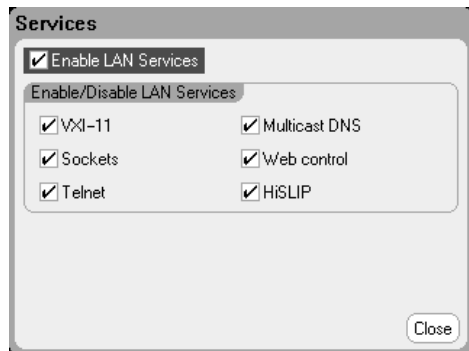 Services
Enable LAN Services
Enable/Disable LAN Services
VXI-11
Multicast DNS
Sockets
Web control
Telnet
HiSLIP
Close